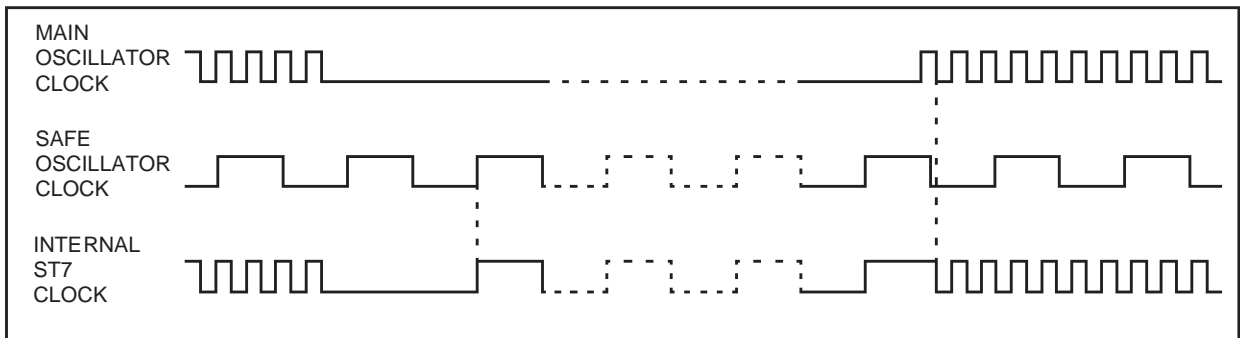 MAIN
OSCILLATOR
CLOCK
SAFE
OSCILLATOR
CLOCK
INTERNAL
ST7
CLOCK